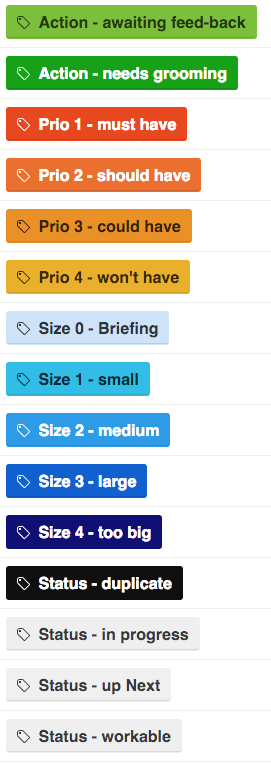 Action - awaiting feed-back
Action - needs grooming
Prio 1 - must have
Prio 2 - should have
Prio 3 - could have
Prio 4 - won't have
Size 0 - Briefing
Size 1 - small
Size 2 - medium
Size 3 - large
Size 4 - too big
Status - duplicate
Status - in progress
Status - up Next
Status - workable